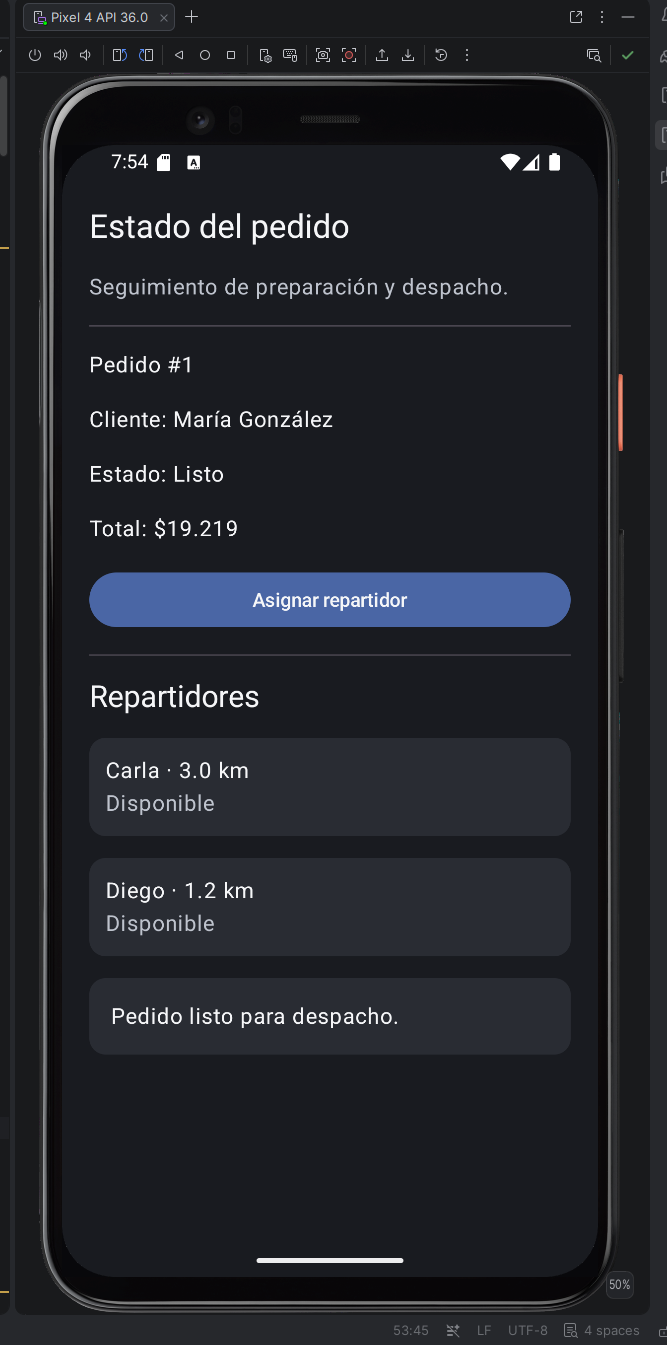 Pixel 4 API 36.0
7:54
Estado del pedido
Seguimiento de preparación y despacho.
Pedido #1
Cliente: María González
Estado: Listo
Total: $19.219
Asignar repartidor
Repartidores
Carla · 3.0 km
Disponible
Diego · 1.2 km
Disponible
Pedido listo para despacho.
50%
53:45 LF UTF-8 4 spaces